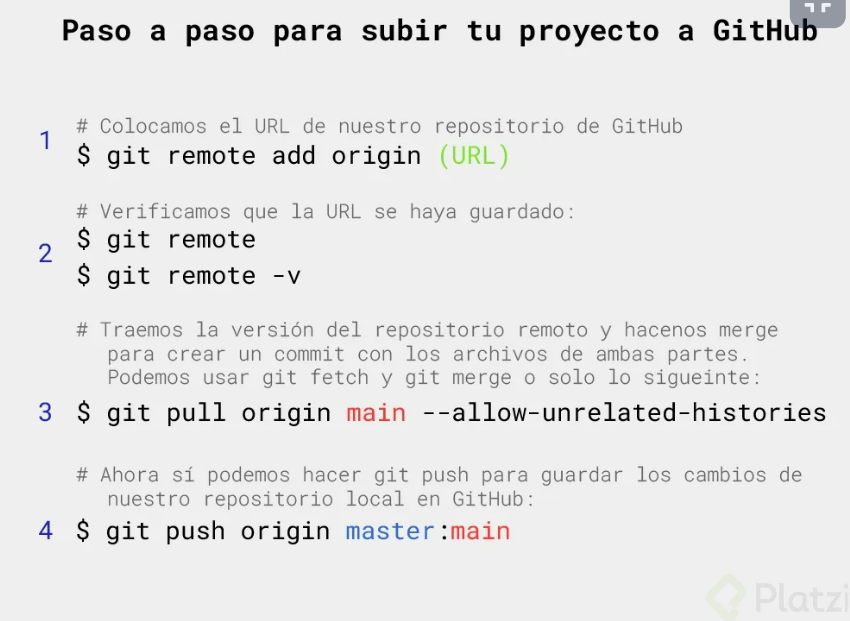 Paso a paso para subir tu proyecto a GitHub
# Colocamos el URL de nuestro repositorio de GitHub
1 $ git remote add origin (URL)
# Verificamos que la URL se haya guardado:
$ git remote
2
$ git remote -v
# Traemos la versión del repositorio remoto y hacenos merge
para crear un commit con los archivos de ambas partes.
Podemos usar git fetch y git merge o solo lo sigueinte:
3 $ git pull origin main --allow-unrelated-histories
# Ahora sí podemos hacer git push para guardar los cambios de
nuestro repositorio local en GitHub:
4 $ git push origin master:main
Platzi